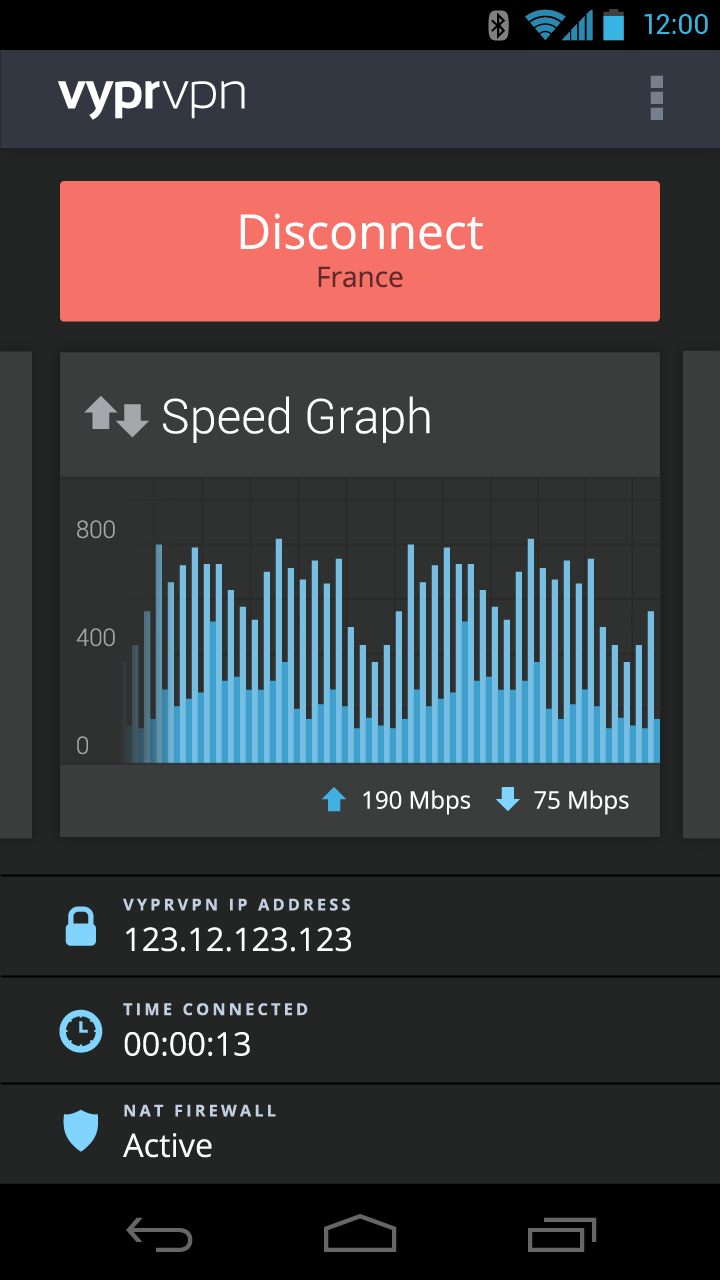 12:00
vyprvpn
Disconnect
France
Speed Graph
800
400
0
190 Mbps 75 Mbps
VYPRVPN IP ADDRESS
123.12.123.123
TIME CONNECTED
00:00:13
NAT FIREWALL
Active